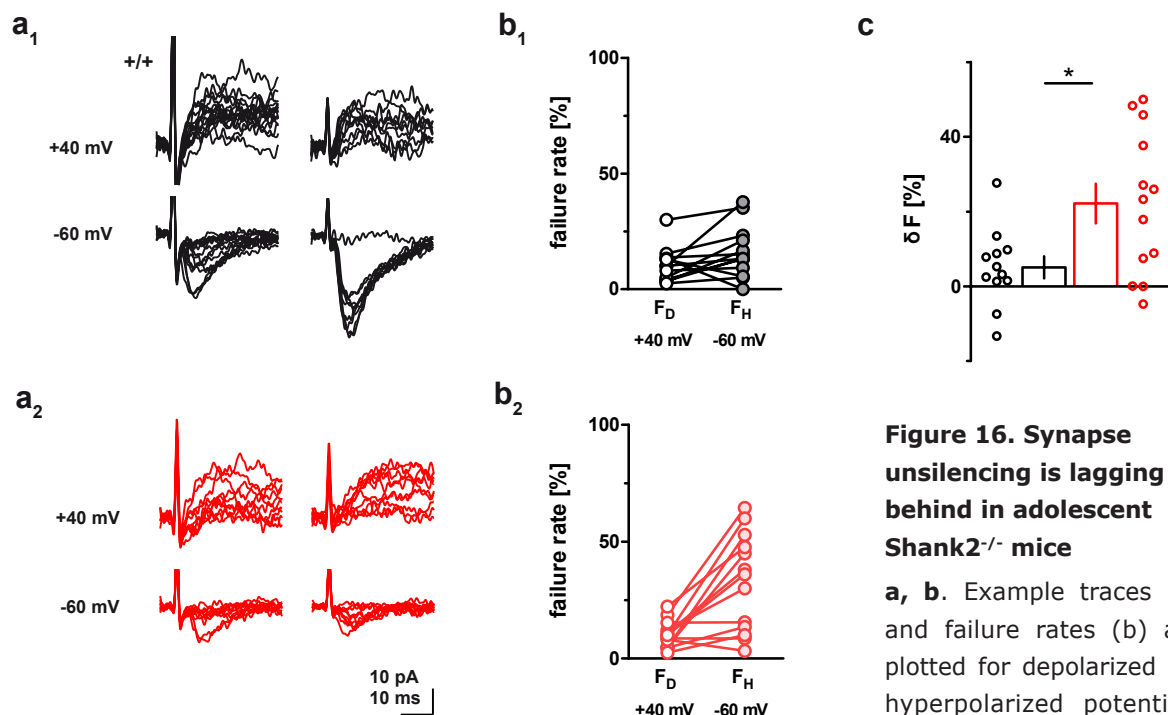 a1
+/+
+40 mV
-60 mV
b1
failure rate [%]
100
50
0
FD
FH
+40 mV
-60 mV
c
δF [%]
40
0
*
a2
+40 mV
-60 mV
10 pA
10 ms
b2
failure rate [%]
100
50
0
FD
FH
+40 mV
-60 mV
Figure 16. Synapse
unsilencing is lagging
behind in adolescent
Shank2-/- mice
a, b. Example traces
and failure rates (b) a
plotted for depolarized
hyperpolarized potenti